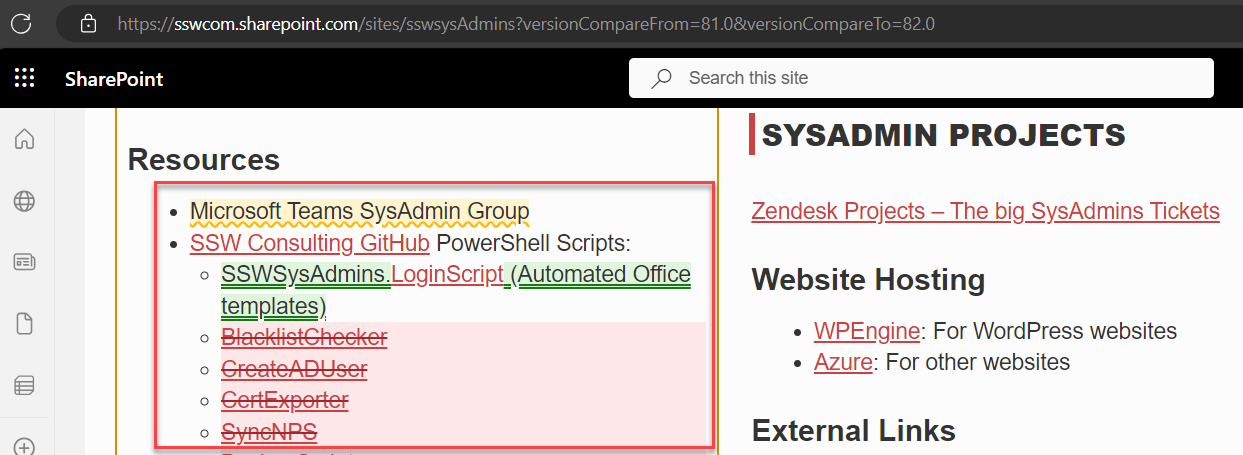 https://sswcom.sharepoint.com/sites/sswsysAdmins?versionCompareFrom=81.0&versionCompareTo=82.0
SharePoint
Search this site
Resources
Microsoft Teams SysAdmin Group
SSW Consulting GitHub PowerShell Scripts:
SSWSysAdmins.LoginScript (Automated Office
templates)
BlacklistChecker
CreateADUser
CertExporter
SyncNPS
SYSADMIN PROJECTS
Zendesk Projects – The big SysAdmins Tickets
Website Hosting
WPEngine: For WordPress websites
Azure: For other websites
External Links